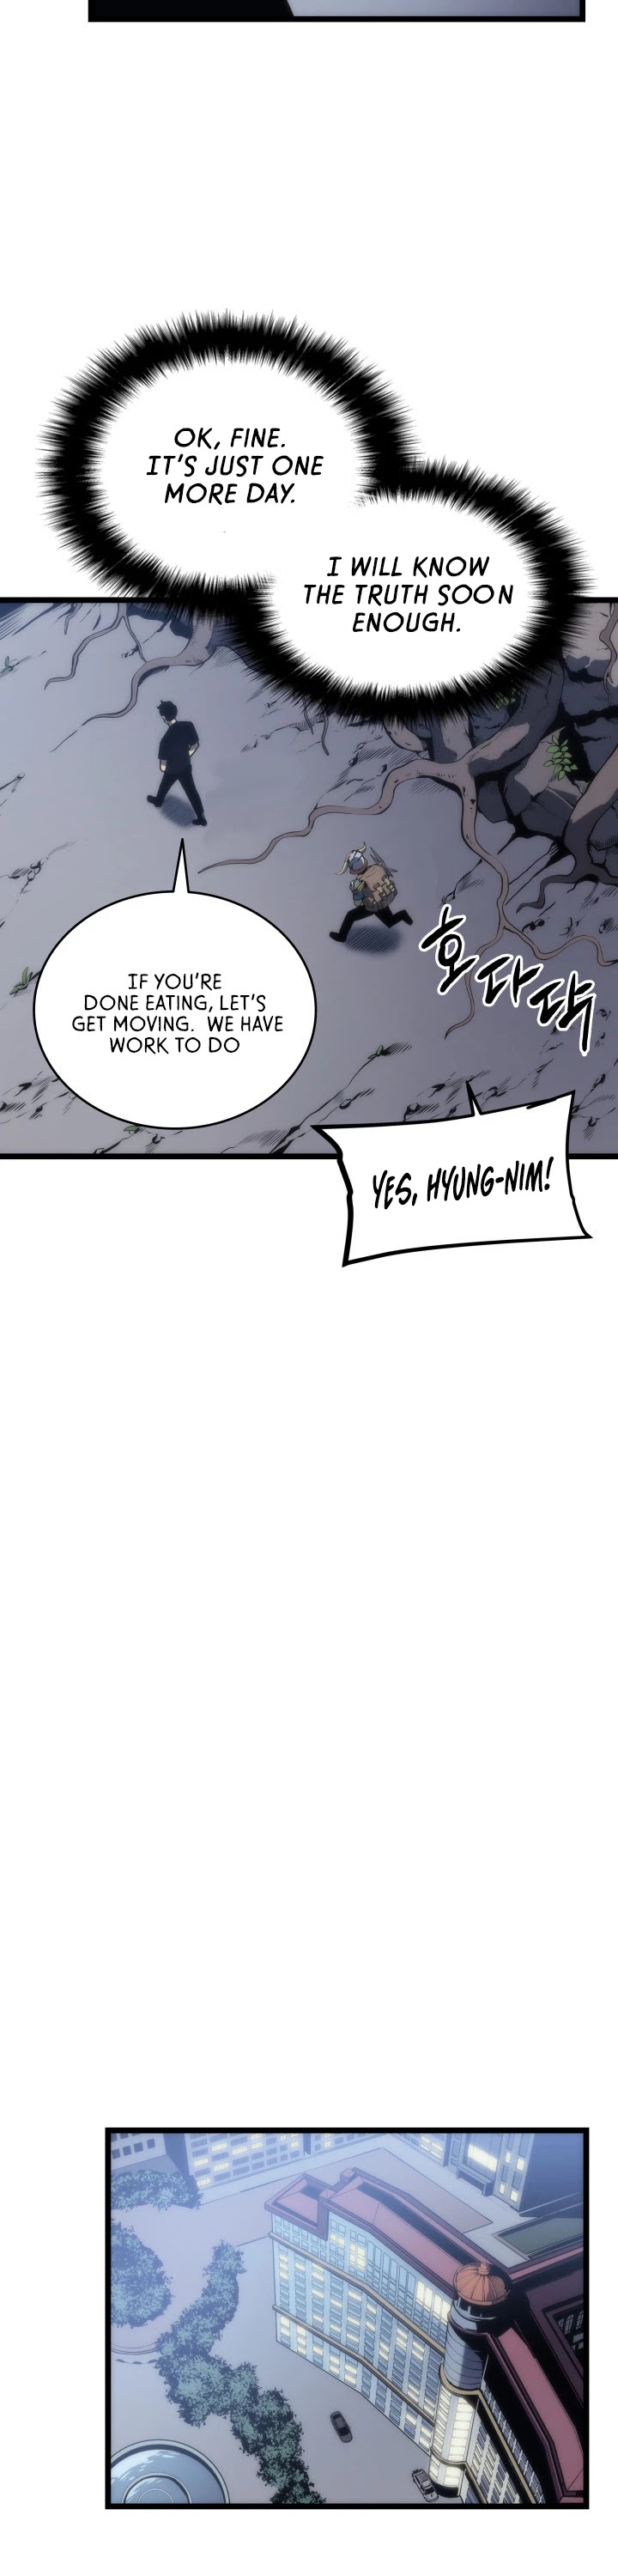 OK, FINE.
IT'S JUST ONE
MORE DAY.
I WILL KNOW
THE TRUTH SOON
ENOUGH.
IF YOU'RE
DONE EATING, LET'S
GET MOVING. WE HAVE
WORK TO DO
호다닥
YES, HYUNG-NIM!